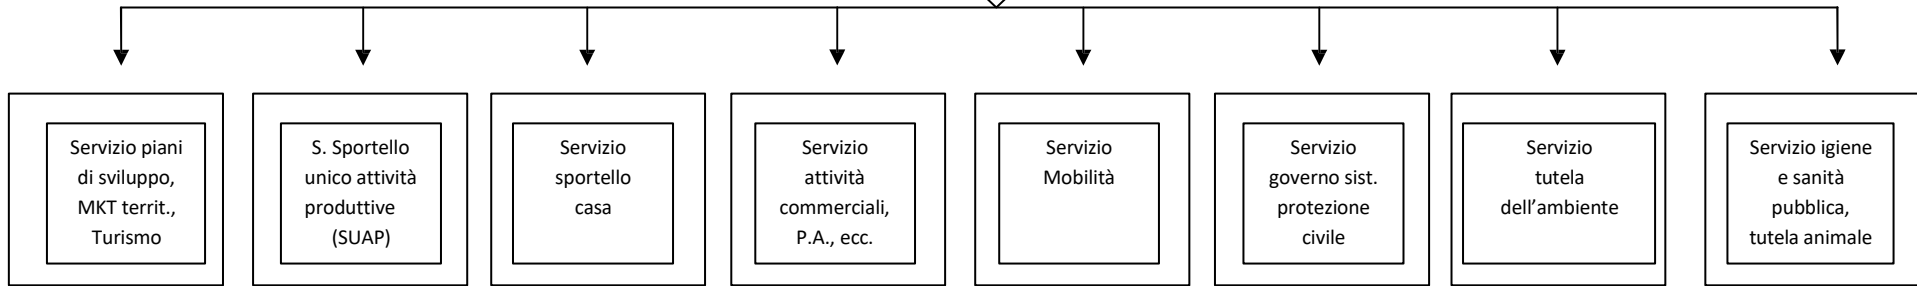 Servizio piani
di sviluppo,
MKT territ.,
Turismo
S. Sportello
unico attività
produttive
(SUAP)
Servizio
sportello
casa
Servizio
attività
commerciali,
P.A., ecc.
Servizio
Mobilità
Servizio
governo sist.
protezione
civile
Servizio
tutela
dell’ambiente
Servizio igiene
e sanità
pubblica,
tutela animale